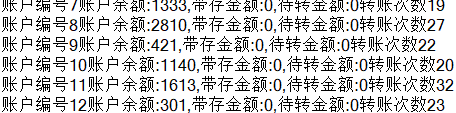 账户编号7账户余额:1333,带存金额:0,待转金额:0转账次数19
账户编号8账户余额:2810,带存金额:0,待转金额:0转账次数27
账户编号9账户余额:421,带存金额:0,待转金额:0转账次数22
账户编号10账户余额:1140,带存金额:0,待转金额:0转账次数20
账户编号11账户余额:1613,带存金额:0,待转金额:0转账次数32
账户编号12账户余额:301,带存金额:0,待转金额:0转账次数23